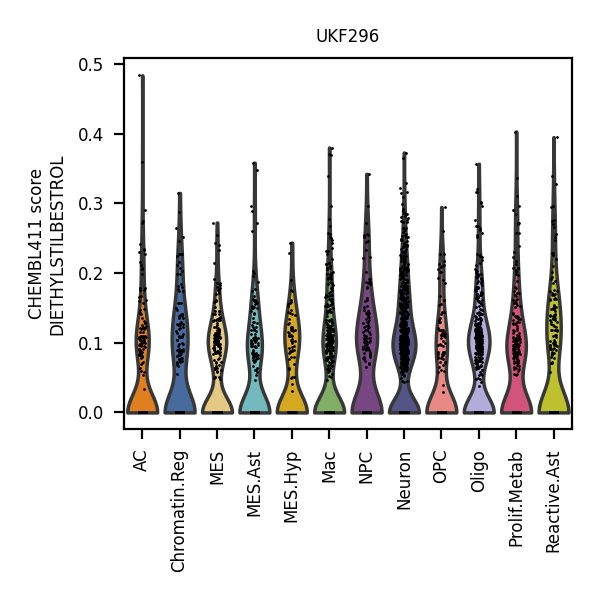 UKF296
CHEMBL411 score
DIETHYLSTILBESTROL
0.5
0.4
0.3
0.2
0.1
0.0
AC
Chromatin.Reg
MES
MES.Ast
MES.Hyp
Mac
NPC
Neuron
OPC
Oligo
Prolif.Metab
Reactive.Ast